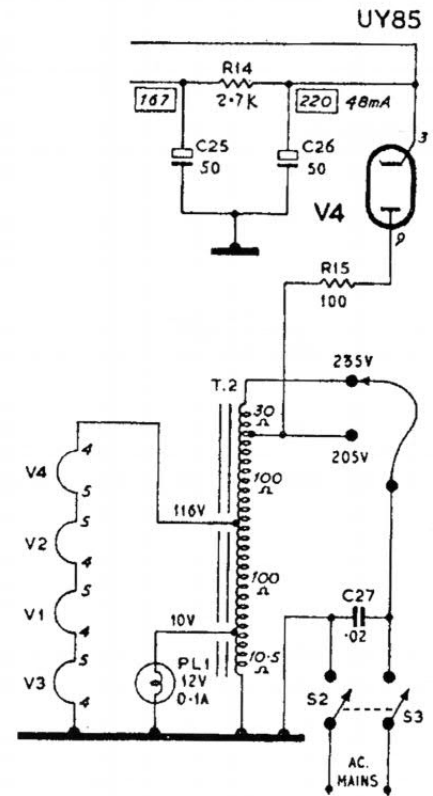 UY85
R14
167
2·7K
220 48mA
C25
50
C26
50
3
V4
9
R15
100
T.2
235V
30
Ω
205V
4
V4
5
100
Ω
116V
5
V2
4
5
V1
4
100
Ω
C27
·02
10V
5
V3
4
PL1
12V
0·1A
10·5
Ω
S2
S3
AC.
MAINS